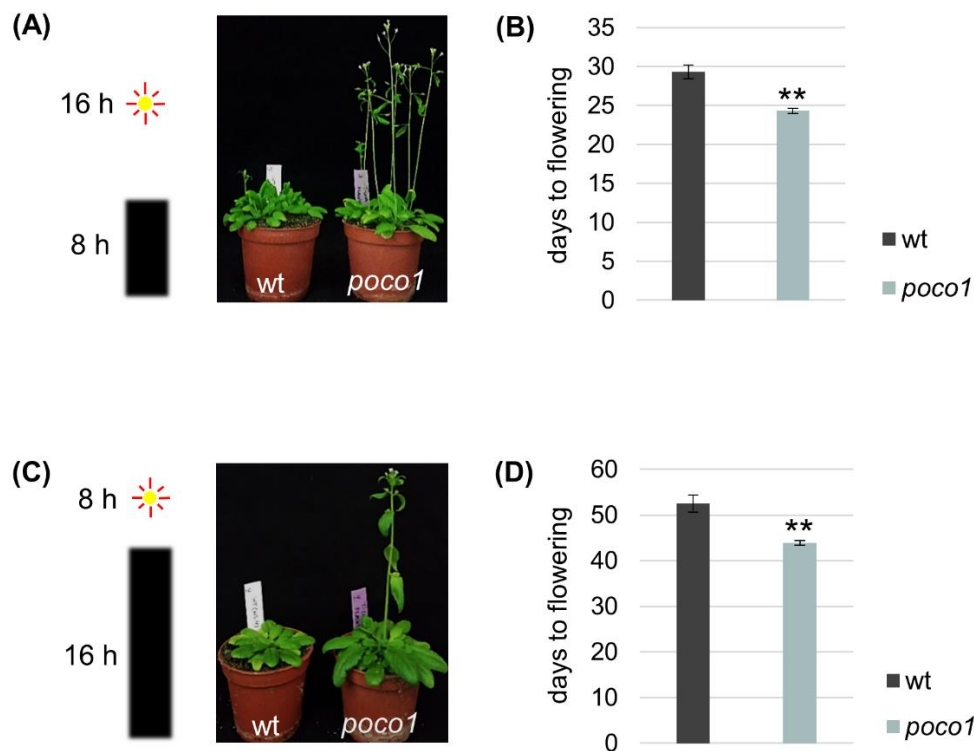 (A)
16 h
8 h
wt
poco1
(B)
days to flowering
35
30
25
20
15
10
5
0
**
wt
poco1
(C)
8 h
16 h
wt
poco1
(D)
days to flowering
60
50
40
30
20
10
0
**
wt
poco1